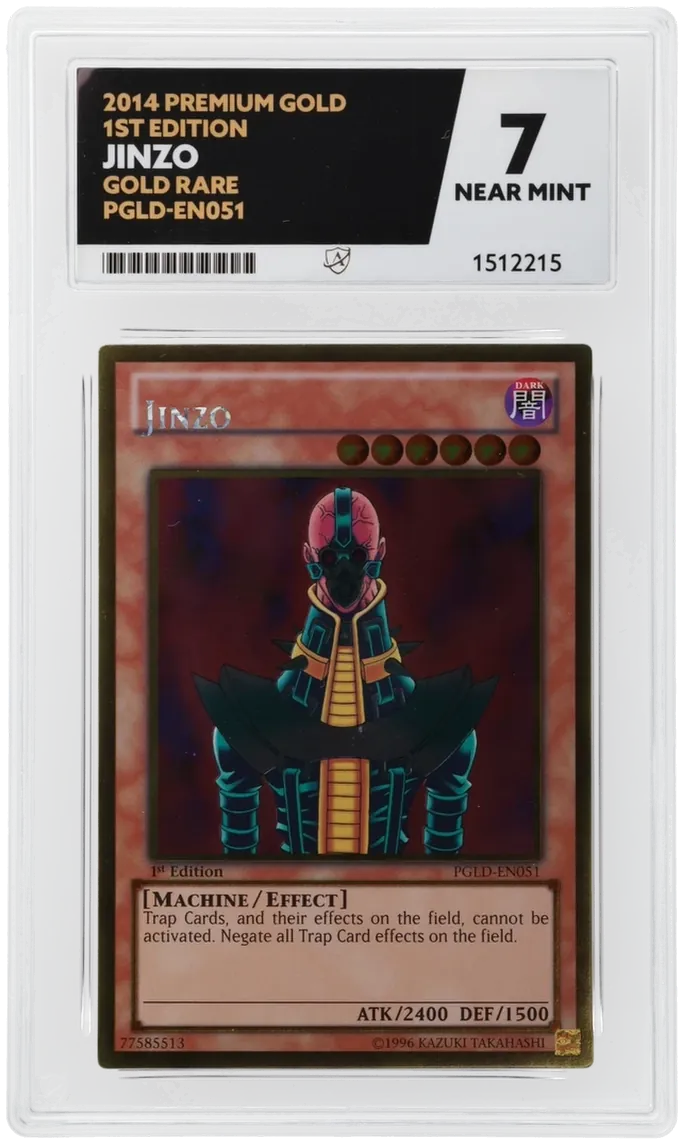 2014 PREMIUM GOLD
1ST EDITION
JINZO
GOLD RARE
PGLD-EN051
7
NEAR MINT
A
1512215
JINZO
DARK
闇
1st Edition
PGLD-EN051
[MACHINE/EFFECT]
Trap Cards, and their effects on the field, cannot be
activated. Negate all Trap Card effects on the field.
ATK/2400 DEF/1500
77585513
©1996 KAZUKI TAKAHASHI